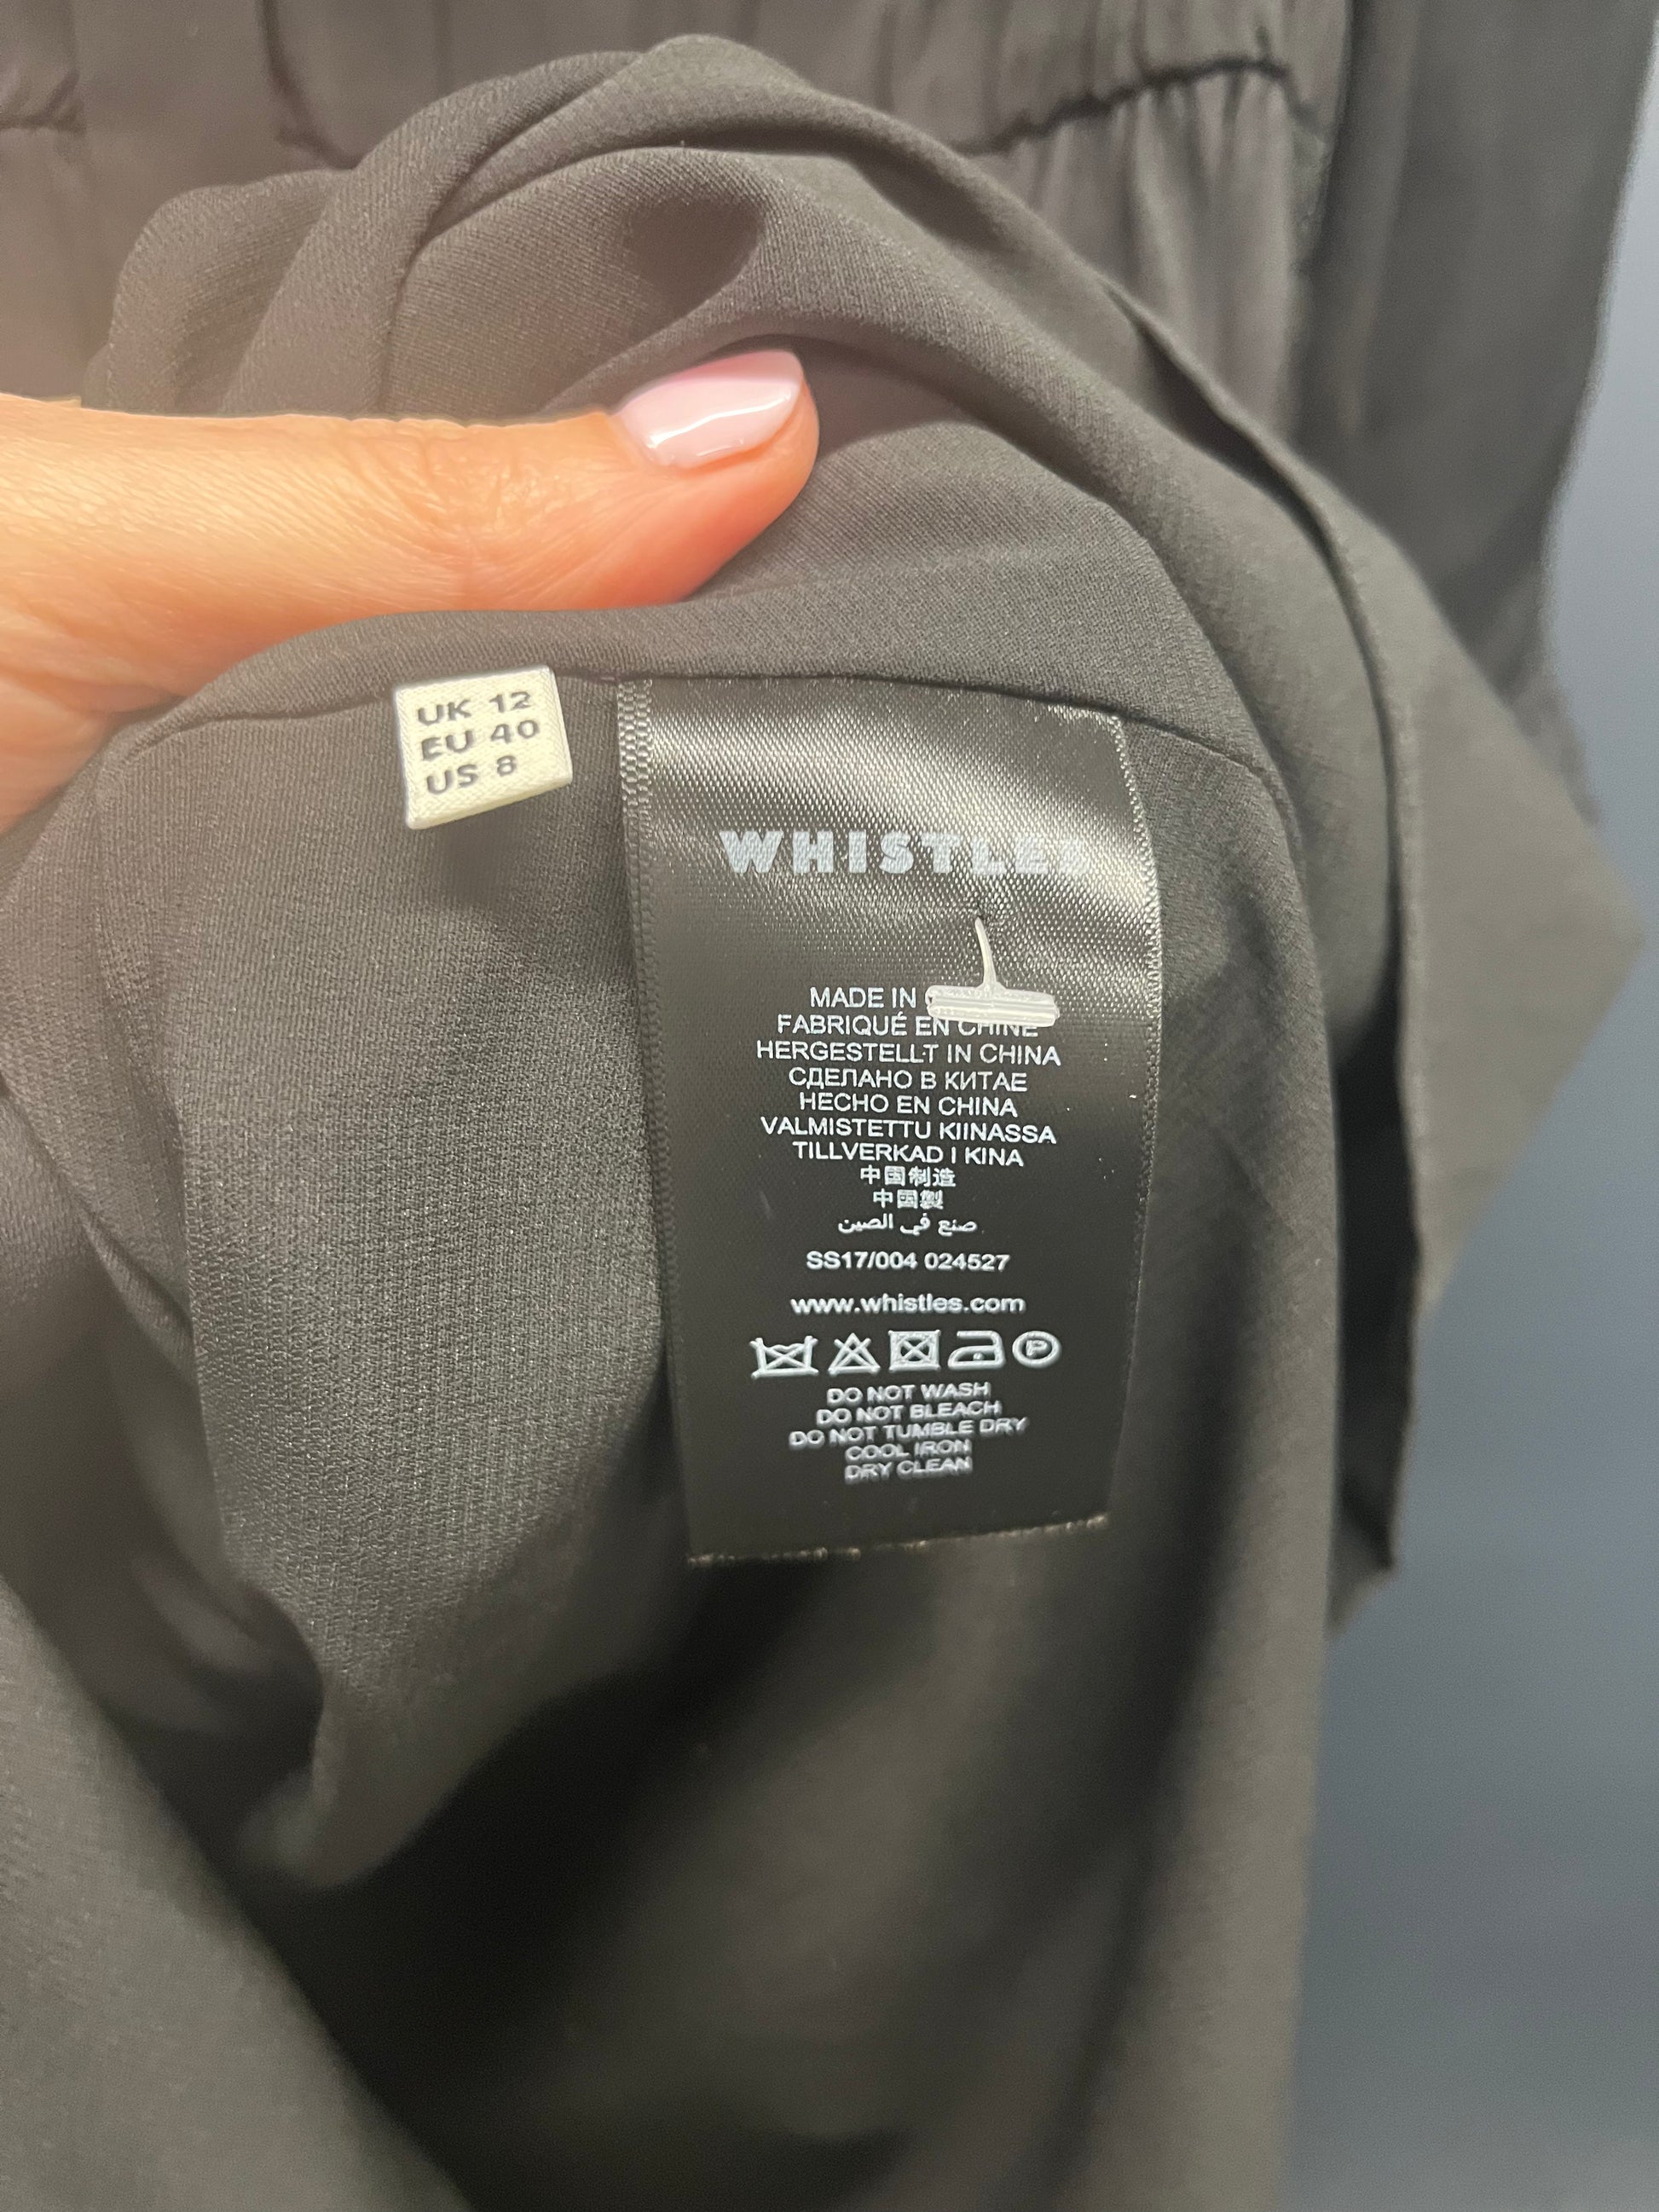 UK 12
EU 40
US 8
WHISTLES
MADE IN
FABRIQUÉ EN CHINE
HERGESTELLT IN CHINA
СДЕЛАНО В КИТАЕ
HECHO EN CHINA
VALMISTETTU KIINASSA
TILLVERKAD I KINA
中国制造
中国製
صنع في الصين
SS17/004 024527
www.whistles.com
P
DO NOT WASH
DO NOT BLEACH
DO NOT TUMBLE DRY
COOL IRON
DRY CLEAN